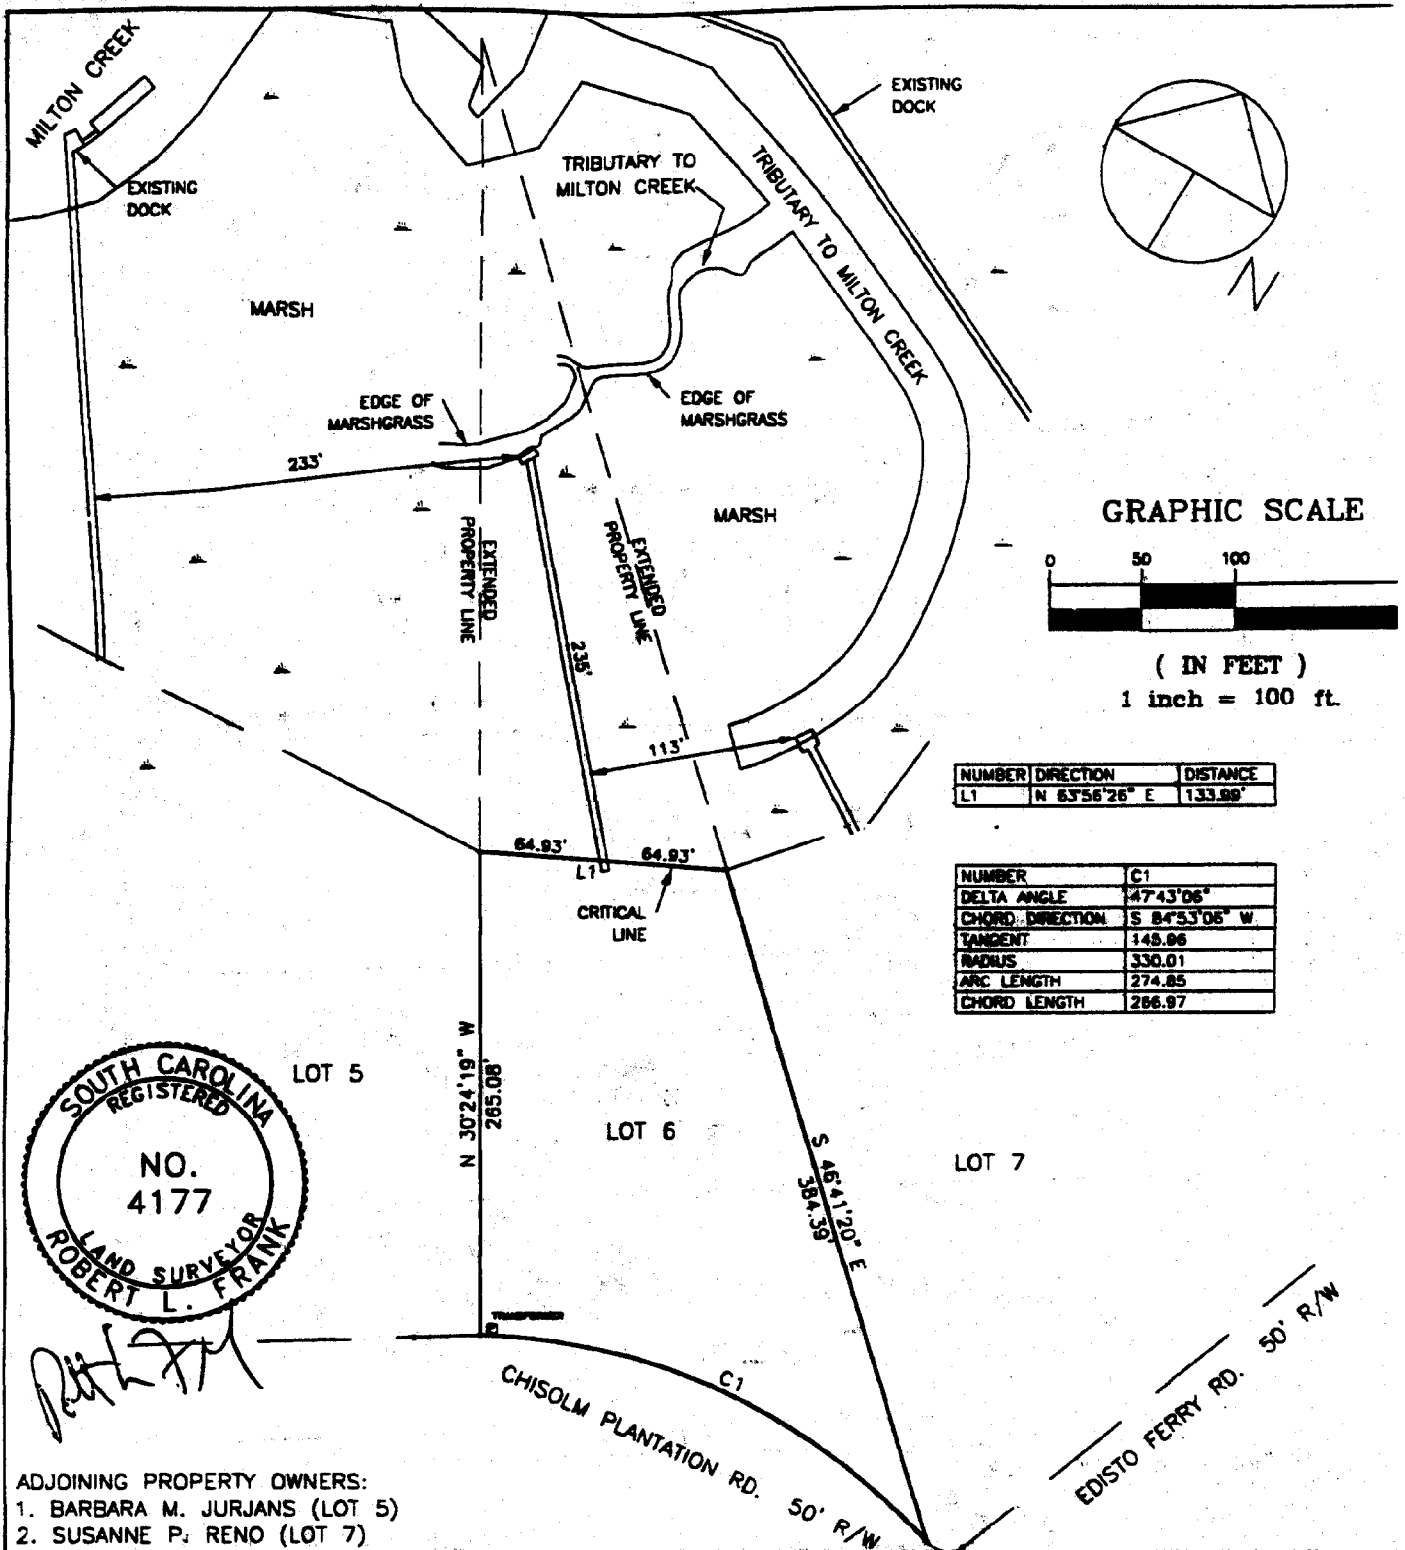 MILTON CREEK
EXISTING
DOCK
EXISTING
DOCK
TRIBUTARY TO
MILTON CREEK
TRIBUTARY TO MILTON CREEK
N
MARSH
EDGE OF
MARSHGRASS
EDGE OF
MARSHGRASS
233'
EXTENDED
PROPERTY LINE
EXTENDED
PROPERTY LINE
MARSH
235'
113'
GRAPHIC SCALE
0 50 100
( IN FEET )
1 inch = 100 ft.
NUMBER DIRECTION DISTANCE
L1 N 63°56'26" E 133.99'
64.93' 64.93'
L1
CRITICAL
LINE
NUMBER C1
DELTA ANGLE 47°43'06"
CHORD DIRECTION S 84°53'06" W
TANGENT 145.96
RADIUS 330.01
ARC LENGTH 274.85
CHORD LENGTH 266.97
N 30°24'19" W
265.08'
LOT 5
LOT 6
LOT 7
S 46°41'20" E
384.39'
SOUTH CAROLINA
REGISTERED
NO.
4177
LAND SURVEYOR
ROBERT L. FRANK
TRANSFORMER
C1
CHISOLM PLANTATION RD. 50' R/W
EDISTO FERRY RD. 50' R/W
ADJOINING PROPERTY OWNERS:
1. BARBARA M. JURJANS (LOT 5)
2. SUSANNE P. RENO (LOT 7)